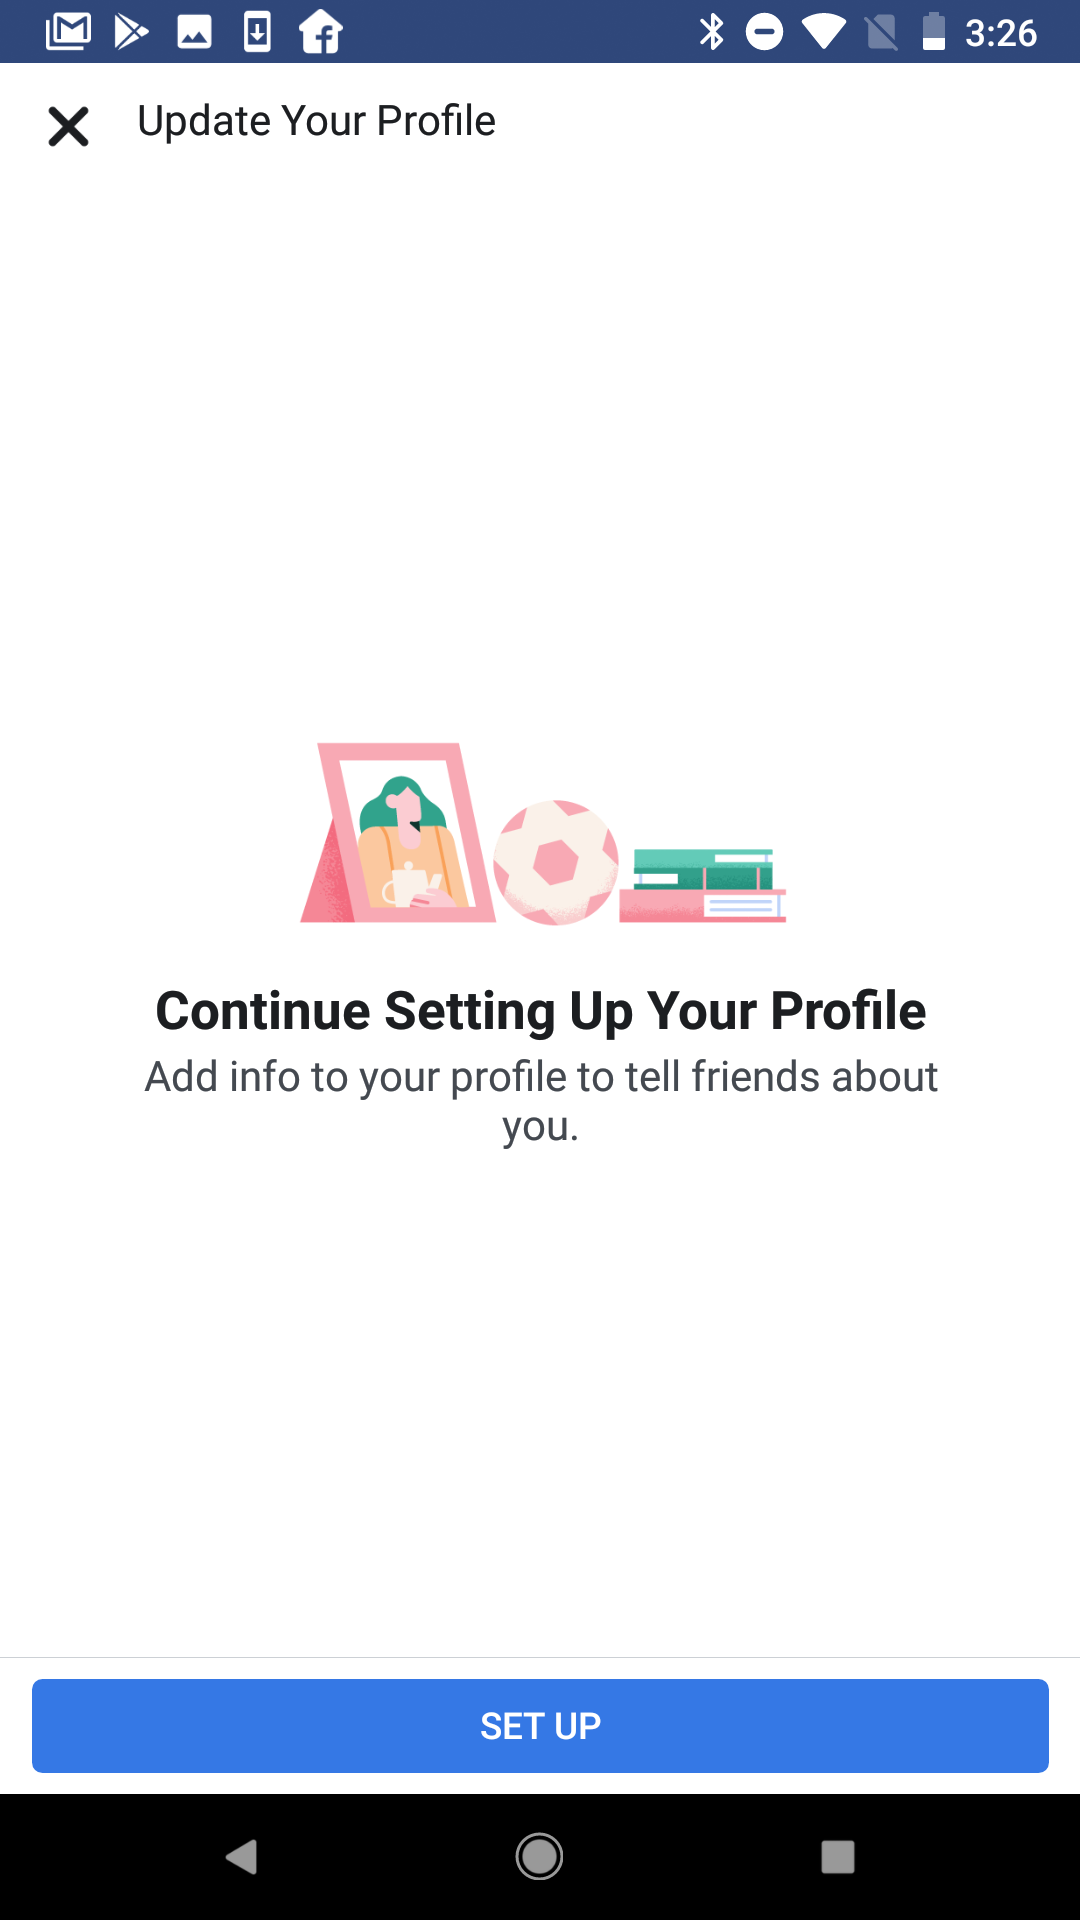 3:26
Update Your Profile
Continue Setting Up Your Profile
Add info to your profile to tell friends about
you.
SET UP